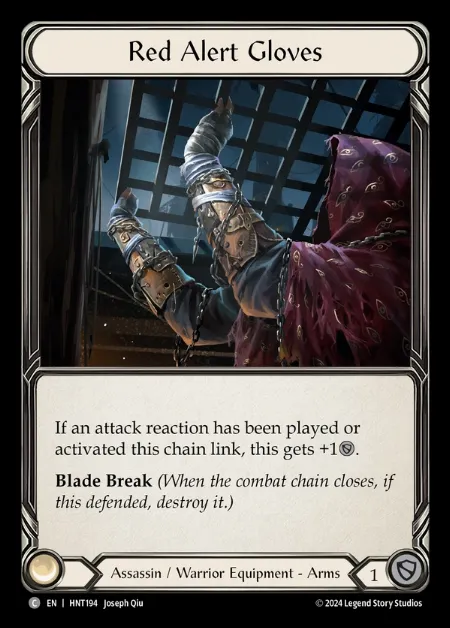 Red Alert Gloves
If an attack reaction has been played or
activated this chain link, this gets +1.
Blade Break (When the combat chain closes, if
this defended, destroy it.)
Assassin / Warrior Equipment - Arms
1
C EN | HNT194 Joseph Qiu
© 2024 Legend Story Studios